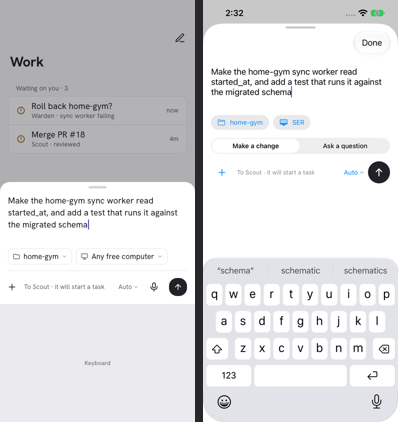 Work
Waiting on you · 3
Roll back home-gym?
Warden · sync worker failing
now
Merge PR #18
Scout · reviewed
4m
Make the home-gym sync worker read
started_at, and add a test that runs it against
the migrated schema
home-gym
Any free computer
To Scout · It will start a task
Auto
Keyboard
2:32
Done
Make the home-gym sync worker read
started_at, and add a test that runs it against
the migrated schema
home-gym
SER
Make a change
Ask a question
To Scout · It will start a task
Auto
“schema”
schematic
schematics
q w e r t y u i o p
a s d f g h j k l
z x c v b n m
123